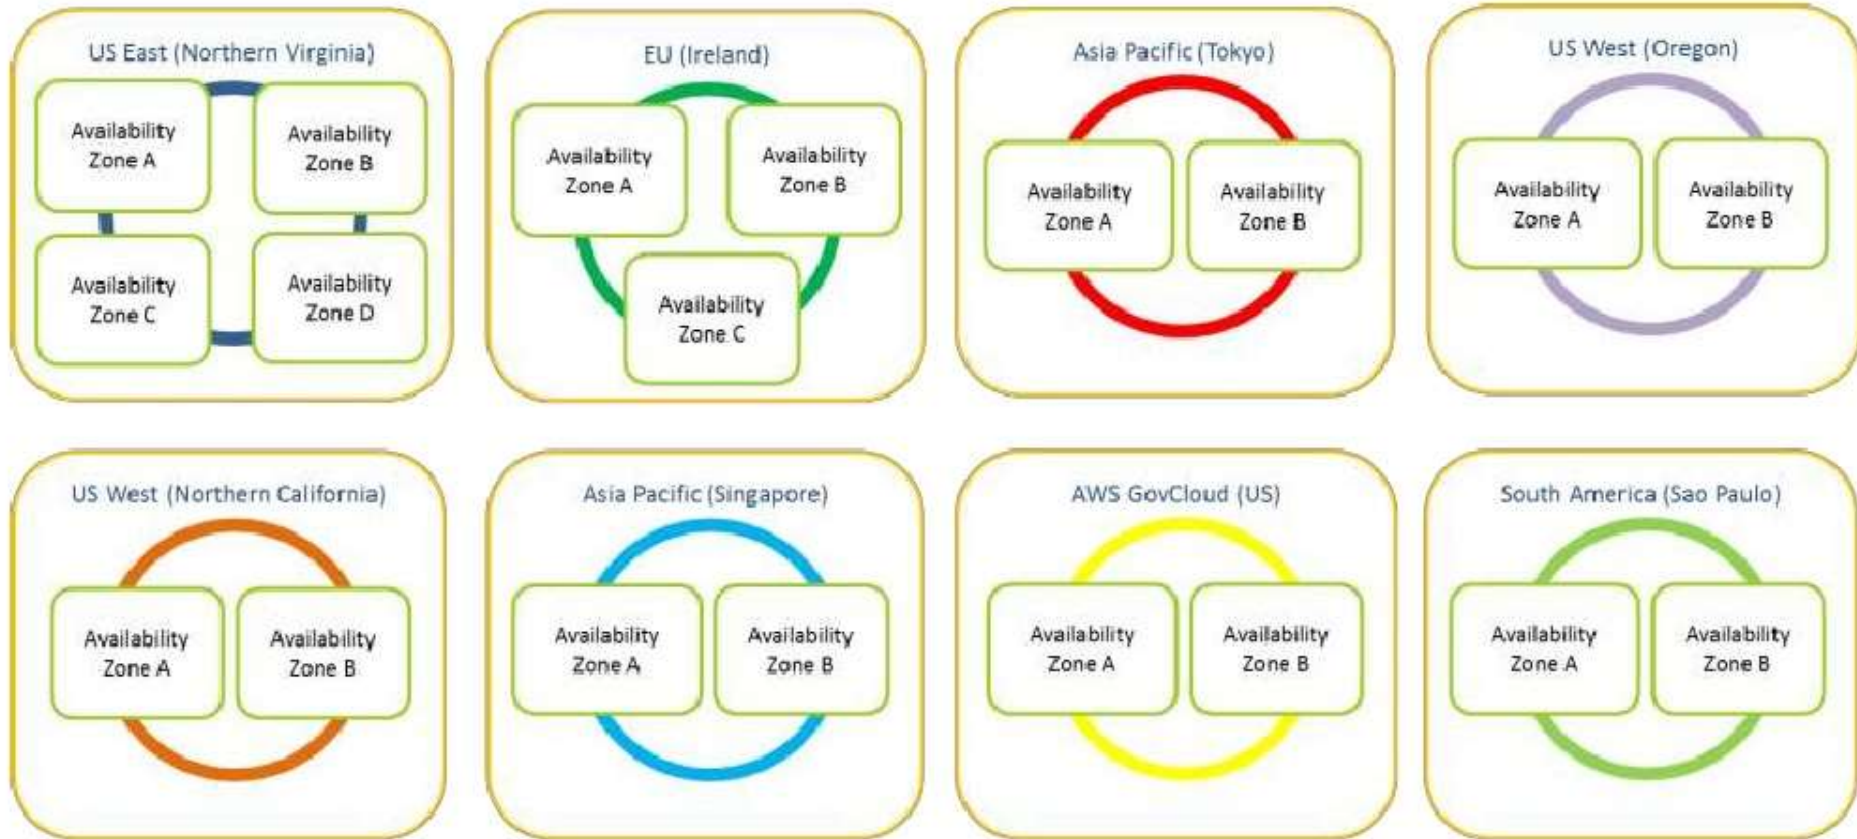 US East (Northern Virginia)
Availability
Zone A
Availability
Zone B
Availability
Zone C
Availability
Zone D
EU (Ireland)
Availability
Zone A
Availability
Zone B
Availability
Zone C
Asia Pacific (Tokyo)
Availability
Zone A
Availability
Zone B
US West (Oregon)
Availability
Zone A
Availability
Zone B
US West (Northern California)
Availability
Zone A
Availability
Zone B
Asia Pacific (Singapore)
Availability
Zone A
Availability
Zone B
AWS GovCloud (US)
Availability
Zone A
Availability
Zone B
South America (Sao Paulo)
Availability
Zone A
Availability
Zone B